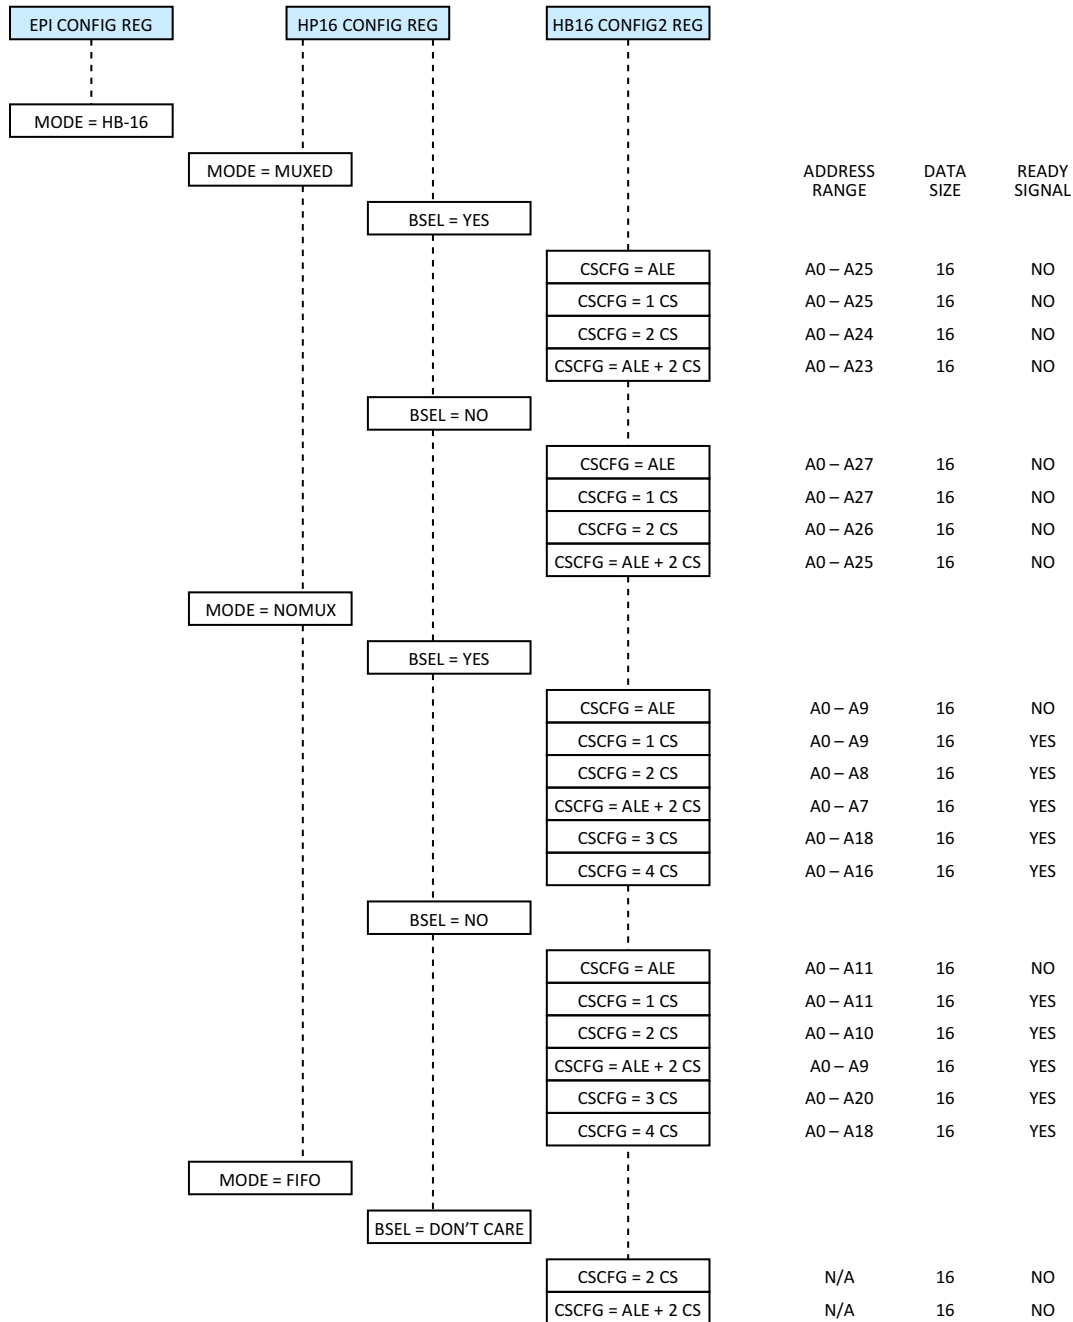 EPI CONFIG REG HP16 CONFIG REG HB16 CONFIG2 REG
MODE = HB-16
MODE = MUXED
ADDRESS DATA READY
RANGE SIZE SIGNAL
BSEL = YES
CSCFG = ALE A0 – A25 16 NO
CSCFG = 1 CS A0 – A25 16 NO
CSCFG = 2 CS A0 – A24 16 NO
CSCFG = ALE + 2 CS A0 – A23 16 NO
BSEL = NO
CSCFG = ALE A0 – A27 16 NO
CSCFG = 1 CS A0 – A27 16 NO
CSCFG = 2 CS A0 – A26 16 NO
CSCFG = ALE + 2 CS A0 – A25 16 NO
MODE = NOMUX
BSEL = YES
CSCFG = ALE A0 – A9 16 NO
CSCFG = 1 CS A0 – A9 16 YES
CSCFG = 2 CS A0 – A8 16 YES
CSCFG = ALE + 2 CS A0 – A7 16 YES
CSCFG = 3 CS A0 – A18 16 YES
CSCFG = 4 CS A0 – A16 16 YES
BSEL = NO
CSCFG = ALE A0 – A11 16 NO
CSCFG = 1 CS A0 – A11 16 YES
CSCFG = 2 CS A0 – A10 16 YES
CSCFG = ALE + 2 CS A0 – A9 16 YES
CSCFG = 3 CS A0 – A20 16 YES
CSCFG = 4 CS A0 – A18 16 YES
MODE = FIFO
BSEL = DON’T CARE
CSCFG = 2 CS N/A 16 NO
CSCFG = ALE + 2 CS N/A 16 NO